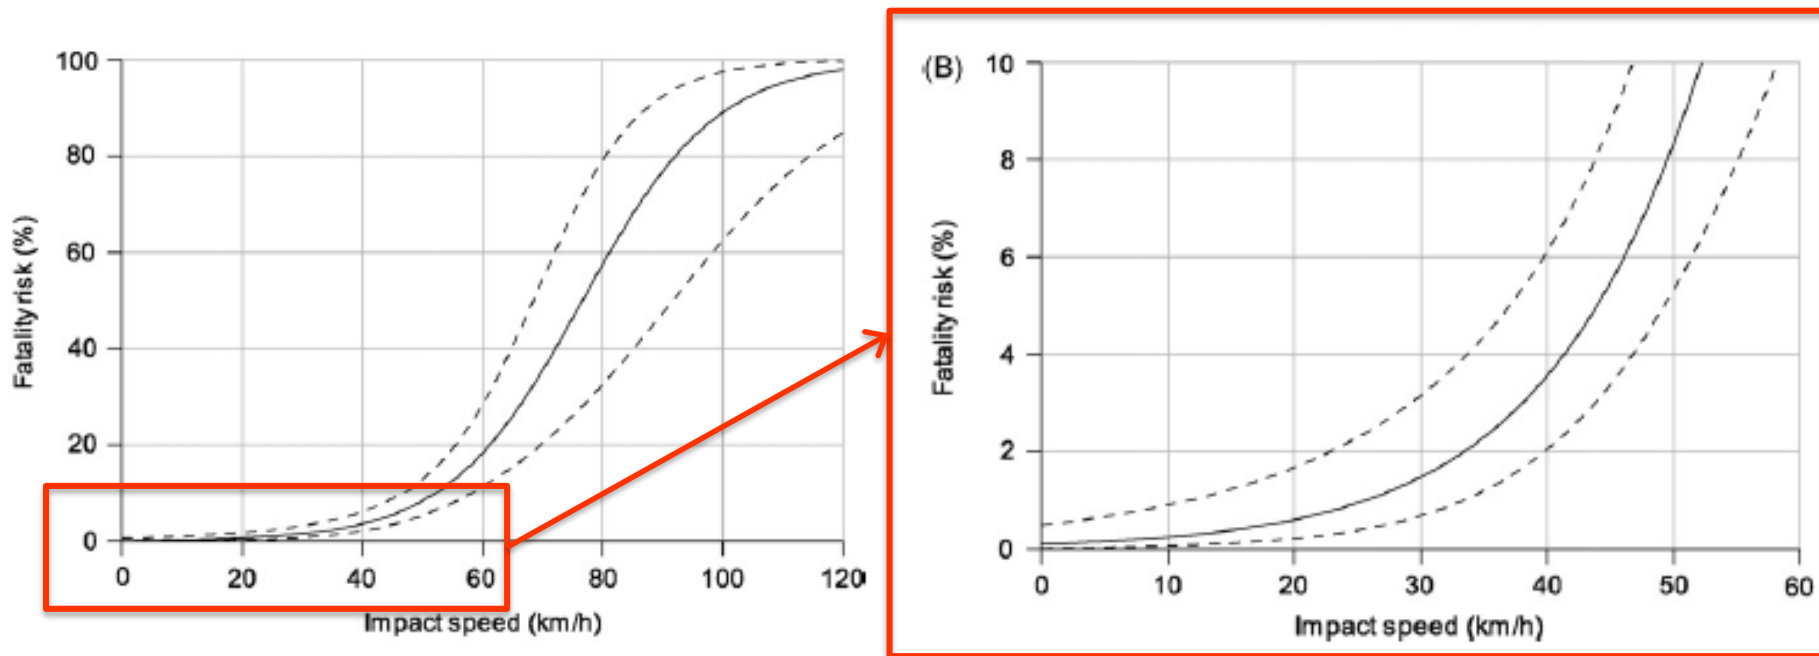 100
80
60
40
20
0
Fatality risk (%)
0 20 40 60 80 100 120
Impact speed (km/h)
(B)
10
8
6
4
2
0
Fatality risk (%)
0 10 20 30 40 50 60
Impact speed (km/h)